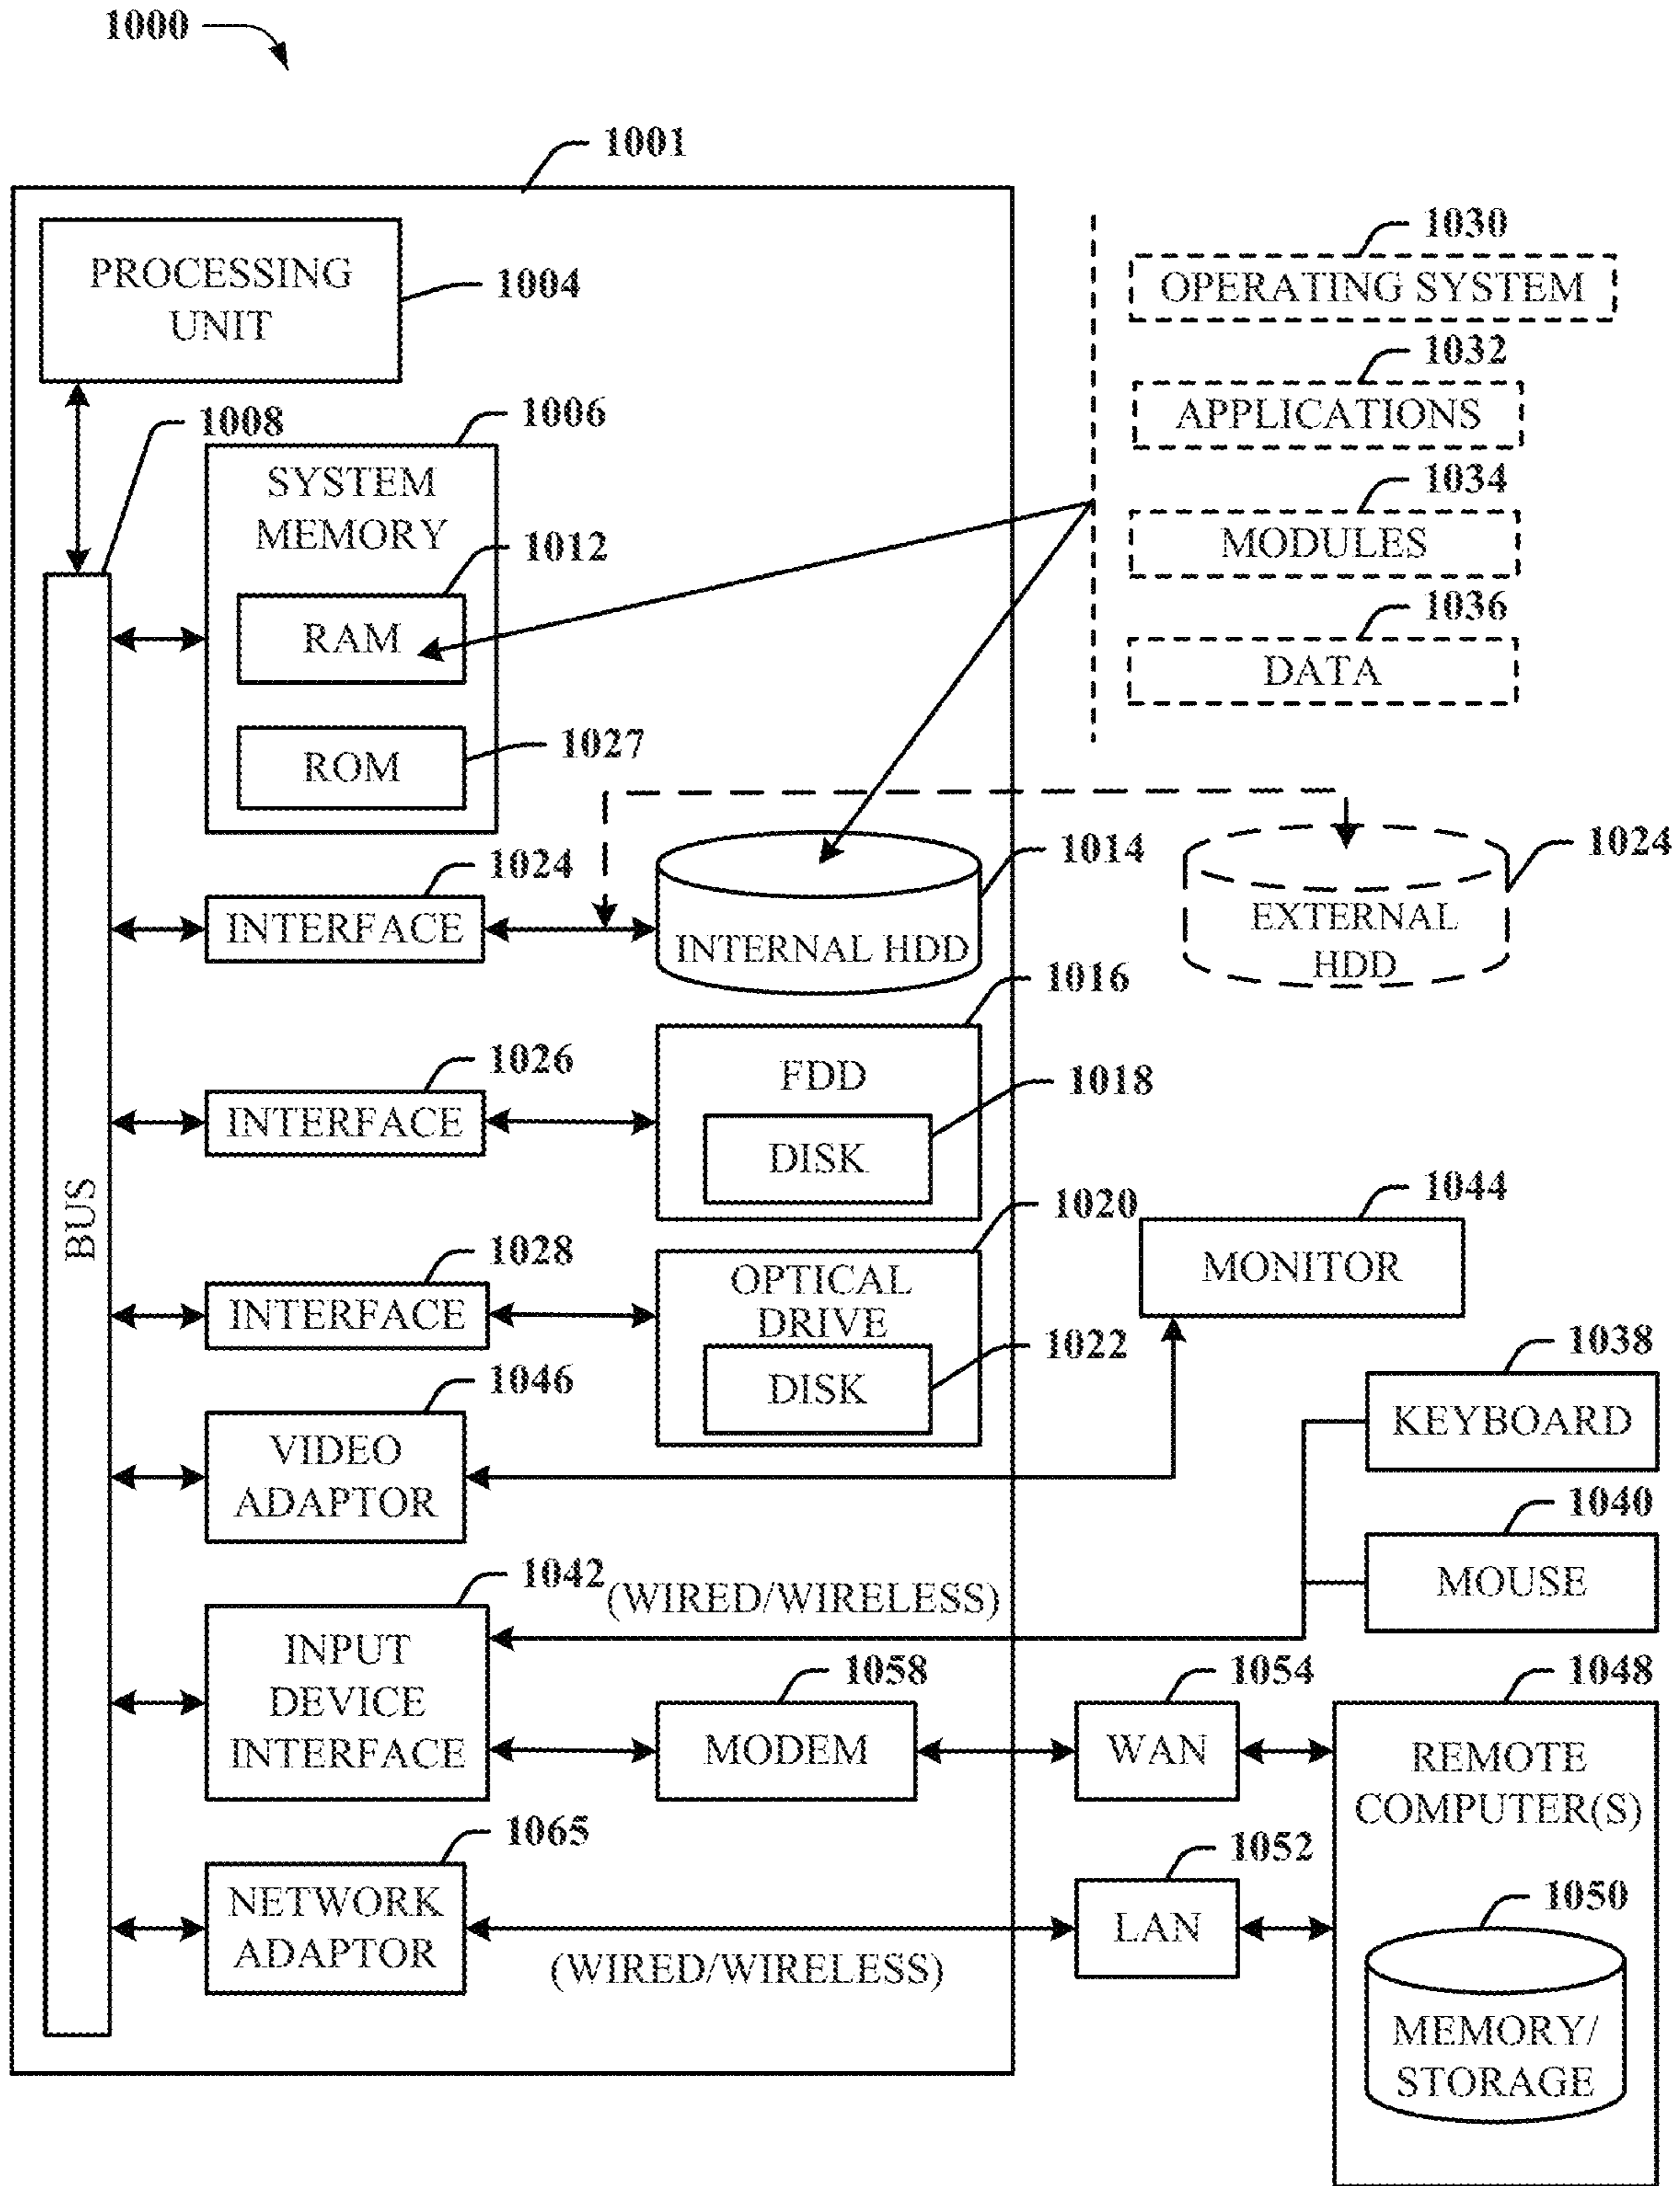 1000
1001
PROCESSING
UNIT
1004
1030
OPERATING SYSTEM
1032
APPLICATIONS
1034
MODULES
1036
DATA
1008
1006
SYSTEM
MEMORY
1012
RAM
1027
ROM
1024
INTERFACE
1014
INTERNAL HDD
1024
EXTERNAL
HDD
1016
1026
INTERFACE
FDD
1018
DISK
BUS
1020
1028
INTERFACE
OPTICAL
DRIVE
1022
DISK
1044
MONITOR
1046
VIDEO
ADAPTOR
1038
KEYBOARD
1040
MOUSE
1042
(WIRED/WIRELESS)
INPUT
DEVICE
INTERFACE
1058
MODEM
1054
WAN
1048
REMOTE
COMPUTER(S)
1065
NETWORK
ADAPTOR
(WIRED/WIRELESS)
1052
LAN
1050
MEMORY/
STORAGE